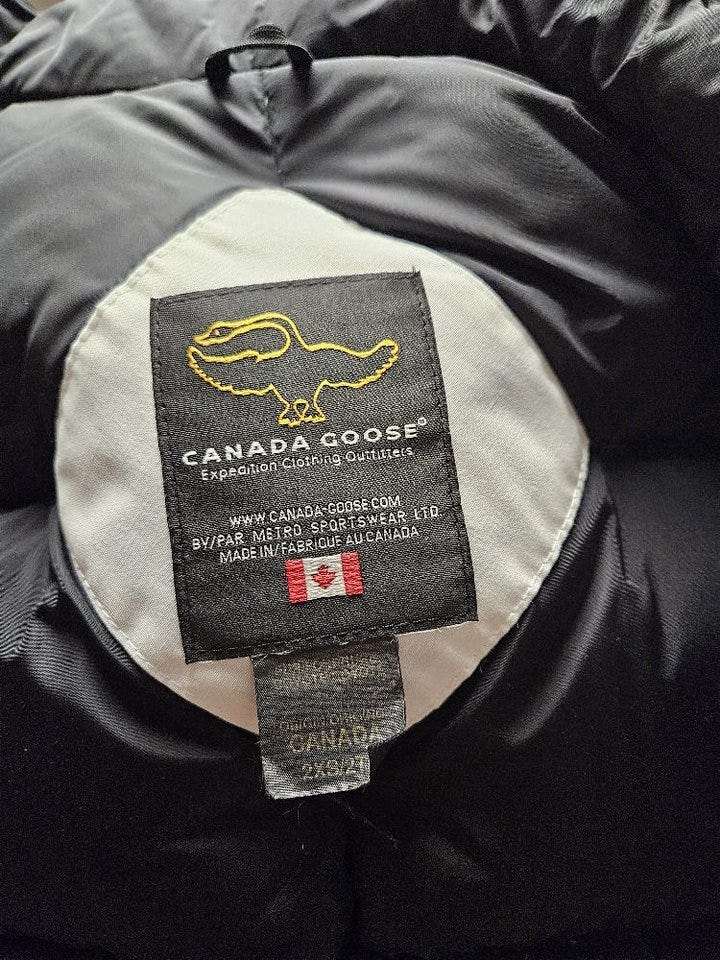 CANADA GOOSE®
Expedition Clothing Outfitters
WWW.CANADA-GOOSE.COM
BY/PAR METRO SPORTSWEAR LTD.
MADE IN/FABRIQUE AU CANADA
CANADA